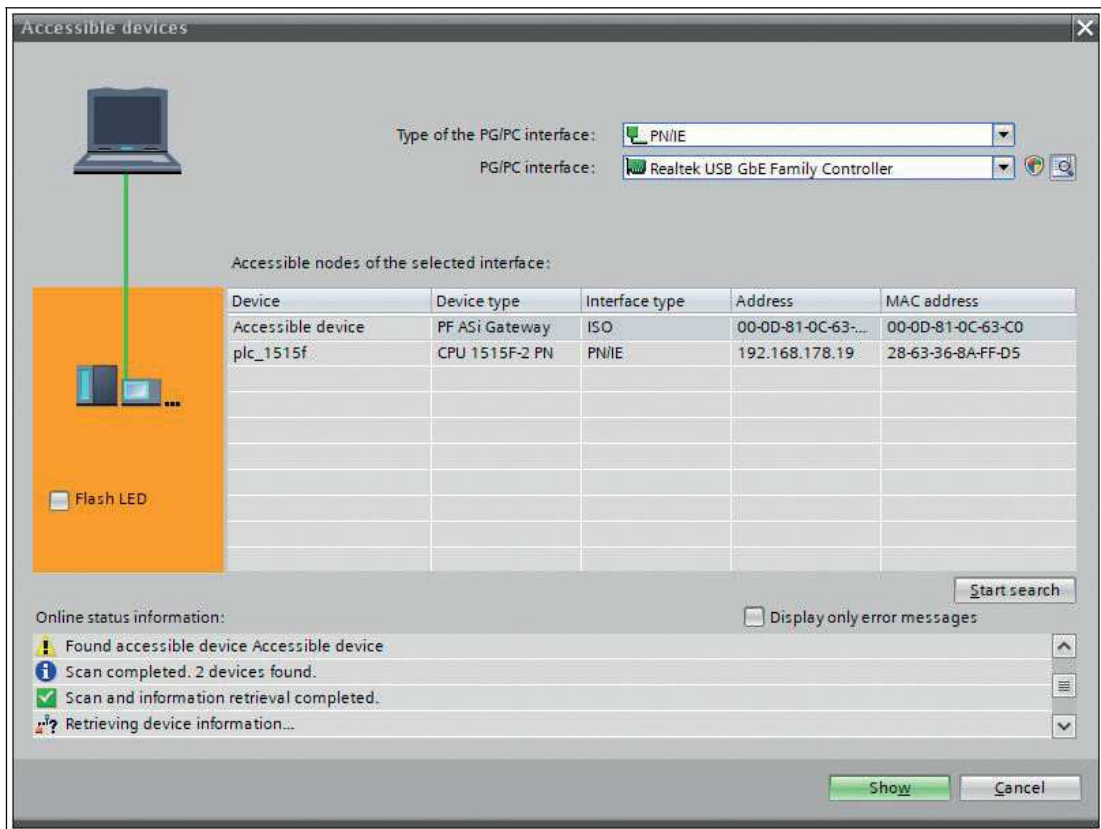 Accessible devices
Type of the PG/PC interface: PN/IE
PG/PC interface: Realtek USB GbE Family Controller
Accessible nodes of the selected interface:
Device Device type Interface type Address MAC address
Accessible device PF ASi Gateway ISO 00-0D-81-0C-63-... 00-0D-81-0C-63-C0
plc_1515f CPU 1515F-2 PN PN/IE 192.168.178.19 28-63-36-8A-FF-D5
Flash LED
Start search
Online status information: Display only error messages
Found accessible device Accessible device
Scan completed. 2 devices found.
Scan and information retrieval completed.
Retrieving device information...
Show Cancel